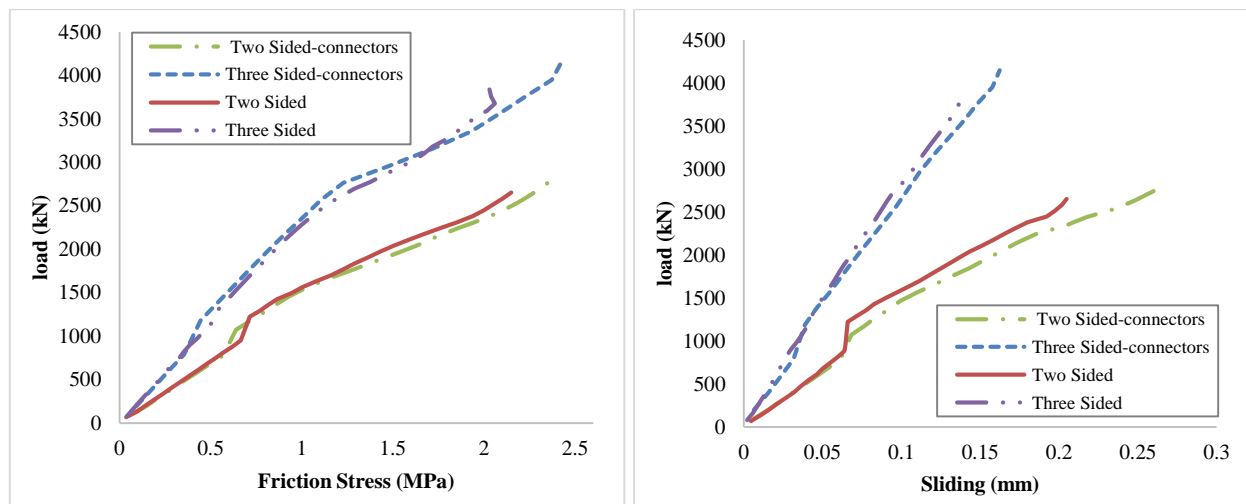 4500
4000
3500
3000
2500
2000
1500
1000
500
0
load (kN)
Two Sided-connectors
Three Sided-connectors
Two Sided
Three Sided
0 0.5 1 1.5 2 2.5
Friction Stress (MPa)
4500
4000
3500
3000
2500
2000
1500
1000
500
0
load (kN)
Two Sided-connectors
Three Sided-connectors
Two Sided
Three Sided
0 0.05 0.1 0.15 0.2 0.25 0.3
Sliding (mm)